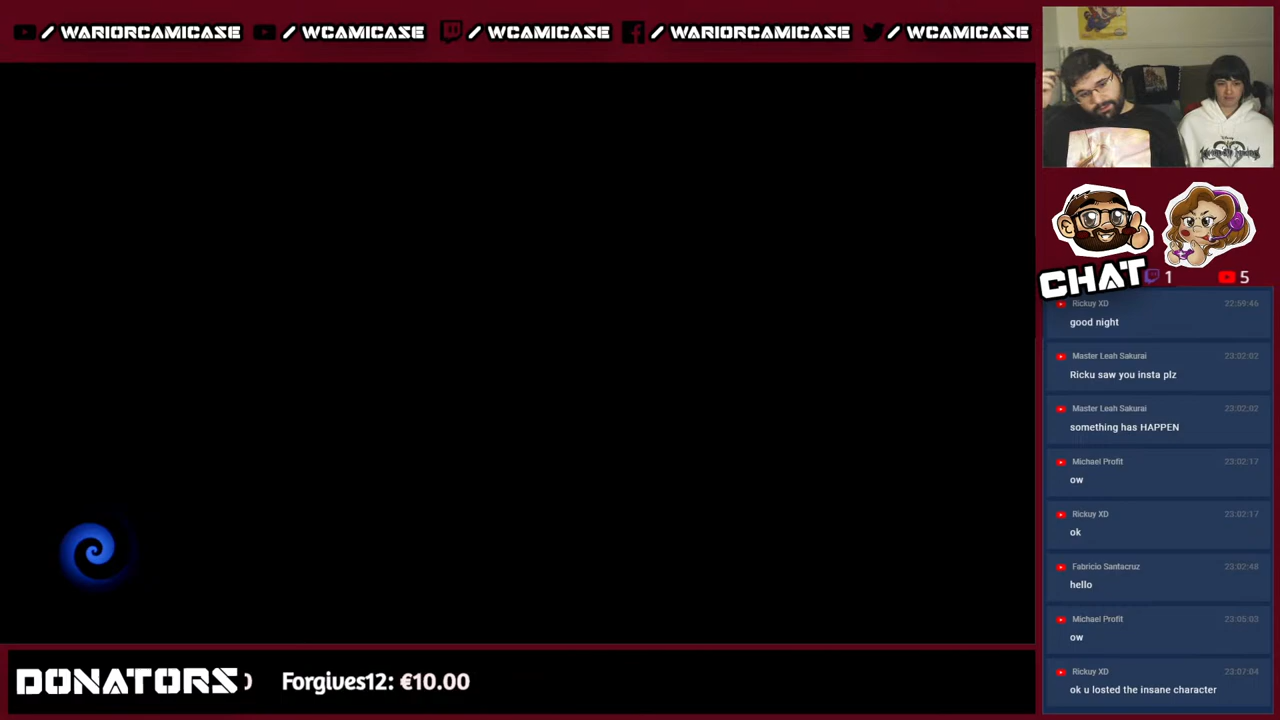 / WARIORCAMICASE / WCAMICASE / WCAMICASE / WARIORCAMICASE / WCAMICASE
Disney
KINGDOM HEARTS
CHAT 1 5
Rickuy XD 22:59:46
good night
Master Leah Sakurai 23:02:02
Ricku saw you insta plz
Master Leah Sakurai 23:02:02
something has HAPPEN
Michael Profit 23:02:17
ow
Rickuy XD 23:02:17
ok
Fabricio Santacruz 23:02:48
hello
Michael Profit 23:05:03
ow
Rickuy XD 23:07:04
ok u losted the insane character
DONATORS Forgives12: €10.00